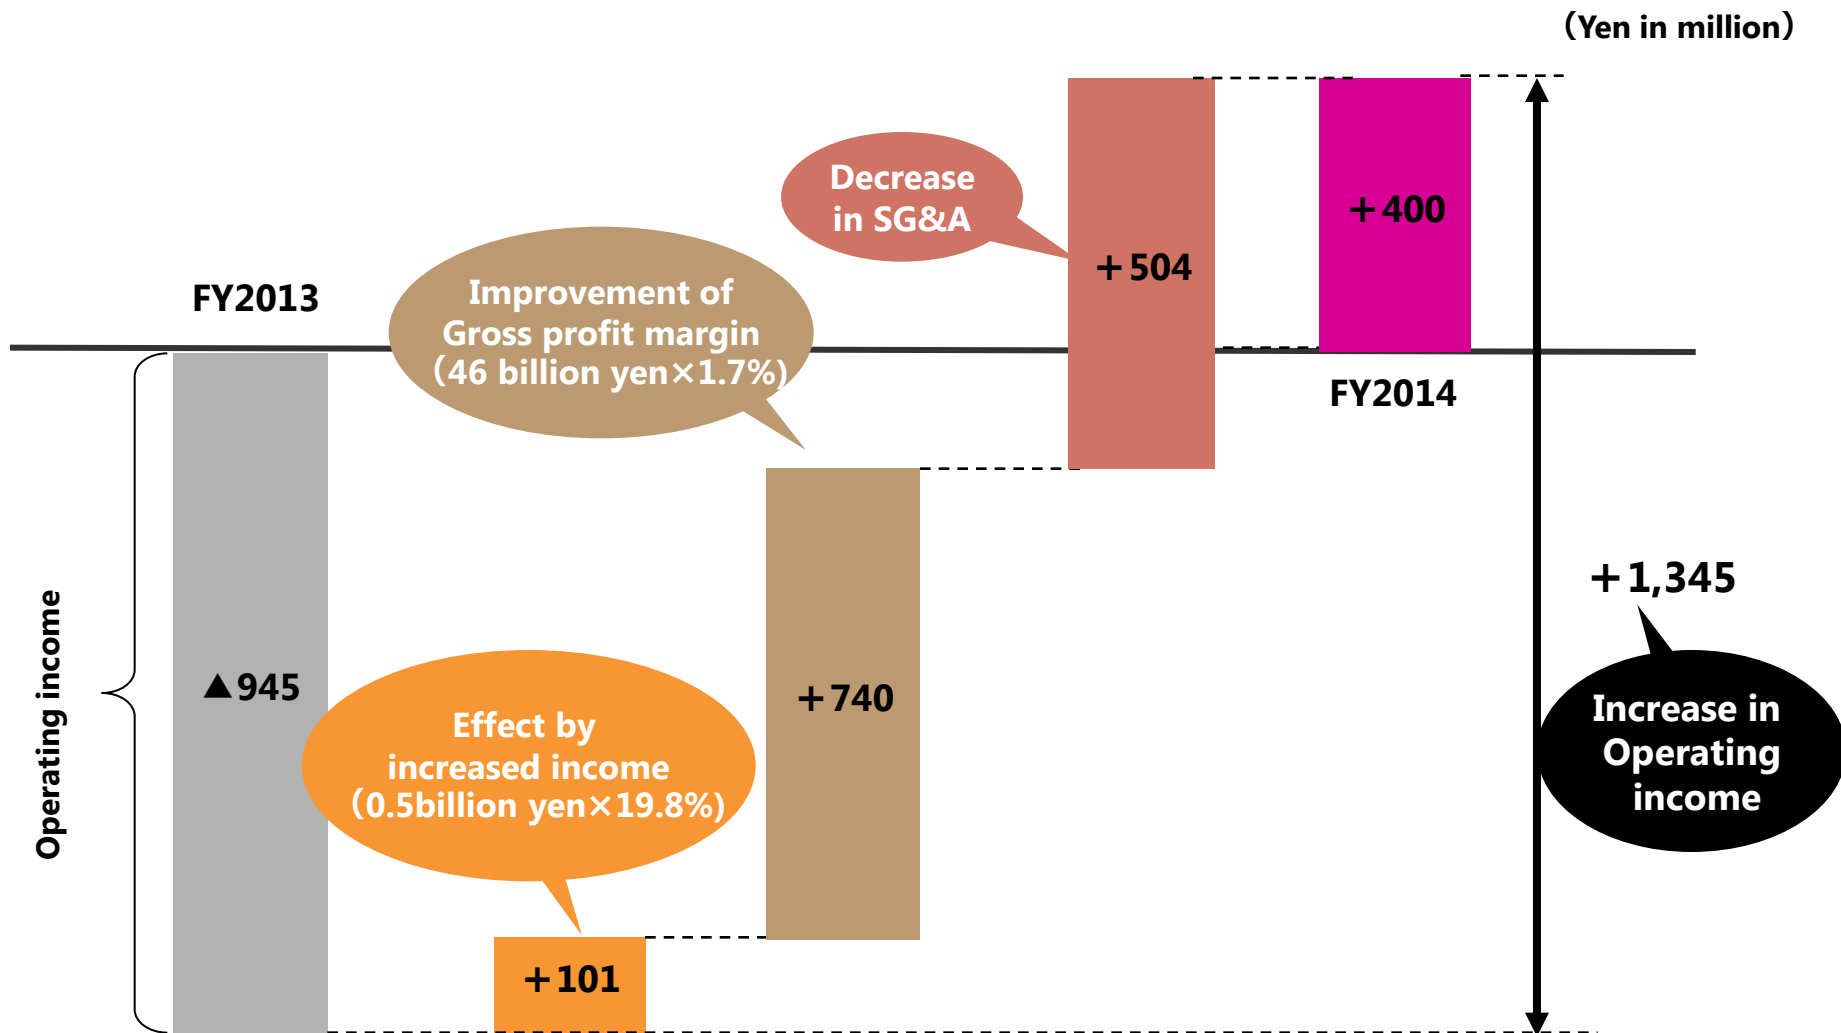 （Yen in million）
Decrease
in SG&A
+400
+504
FY2013
Improvement of
Gross profit margin
（46 billion yen×1.7%)
FY2014
+1,345
Operating income
▲945
+740
Effect by
increased income
（0.5billion yen×19.8%)
Increase in
Operating
income
+101